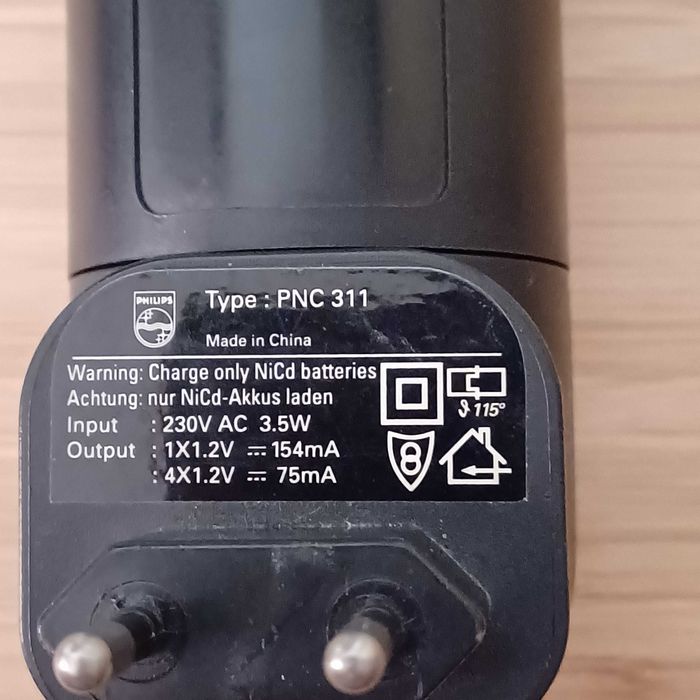 PHILIPS
Type : PNC 311
Made in China
Warning: Charge only NiCd batteries
Achtung: nur NiCd-Akkus laden
Input : 230V AC 3.5W
Output : 1X1.2V ⎓ 154mA
: 4X1.2V ⎓ 75mA
ϑ 115°
8